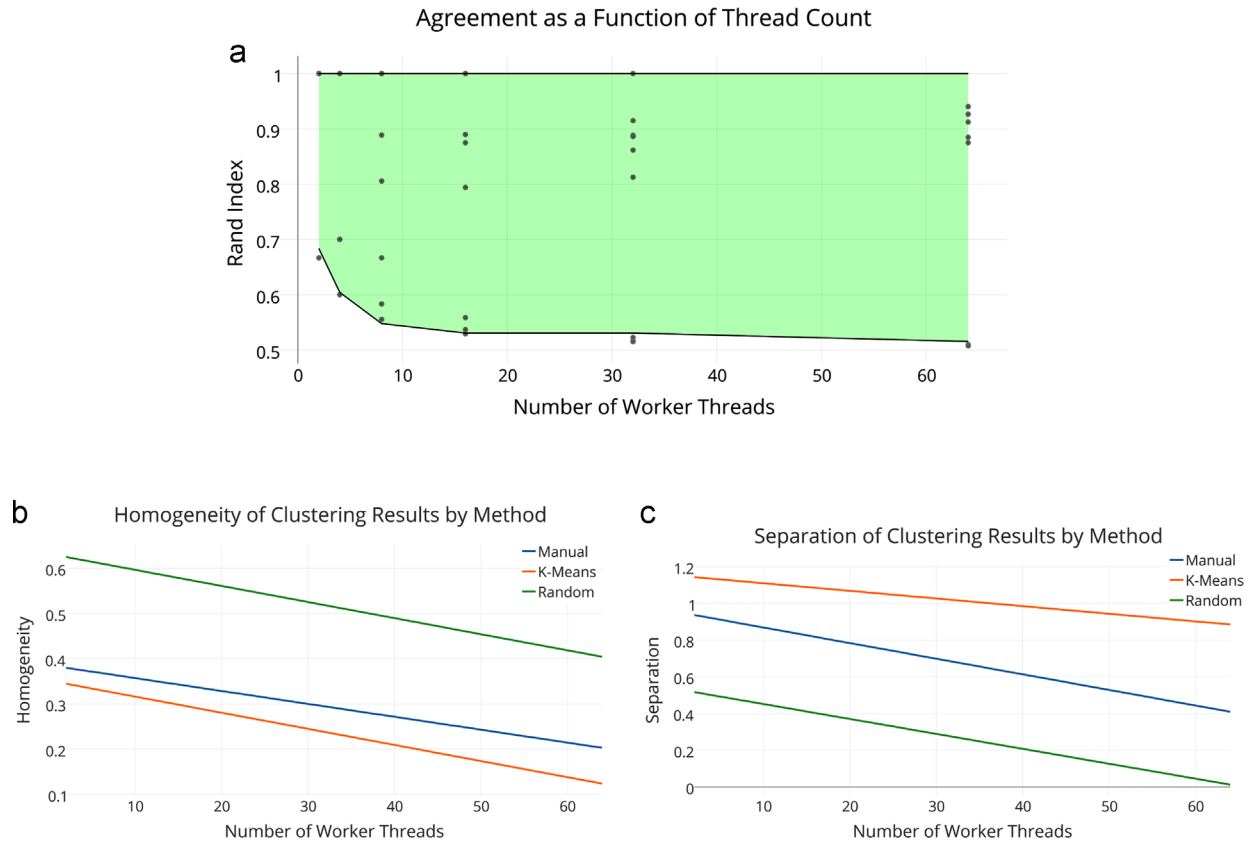 Agreement as a Function of Thread Count
a
1
0.9
0.8
0.7
0.6
0.5
Rand Index
0 10 20 30 40 50 60
Number of Worker Threads
b
Homogeneity of Clustering Results by Method
Manual
K-Means
Random
0.6
0.5
0.4
0.3
0.2
0.1
Homogeneity
10 20 30 40 50 60
Number of Worker Threads
c
Separation of Clustering Results by Method
Manual
K-Means
Random
1.2
1
0.8
0.6
0.4
0.2
0
Separation
10 20 30 40 50 60
Number of Worker Threads